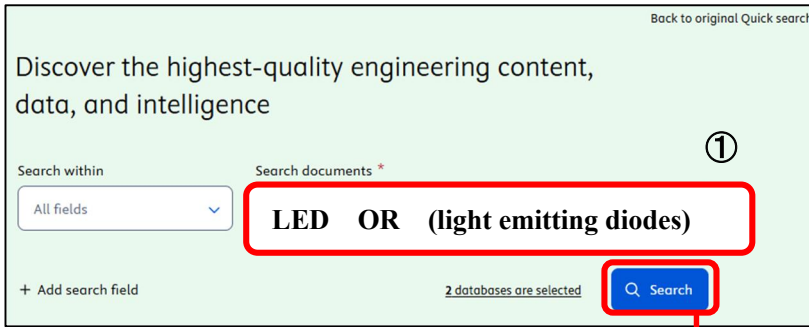 Back to original Quick search
Discover the highest-quality engineering content,
data, and intelligence
①
Search within
Search documents *
All fields
LED OR (light emitting diodes)
+ Add search field
2 databases are selected
Search